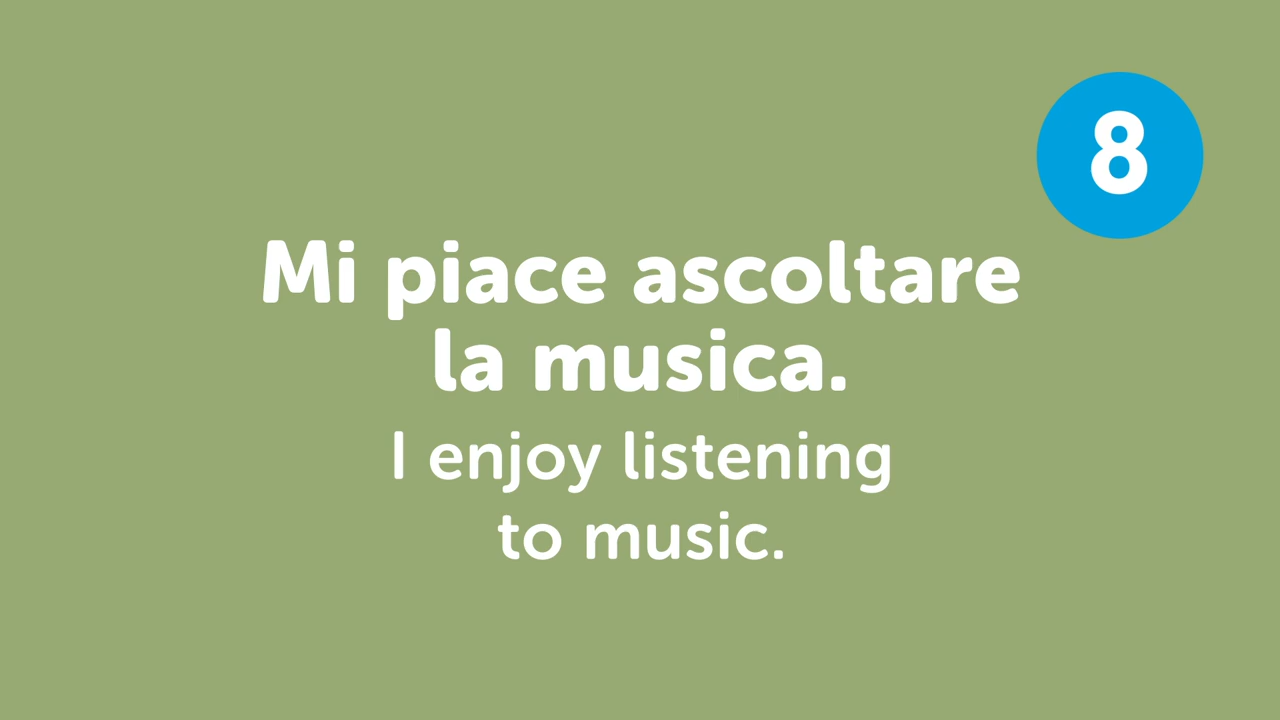 8
Mi piace ascoltare
la musica.
I enjoy listening
to music.